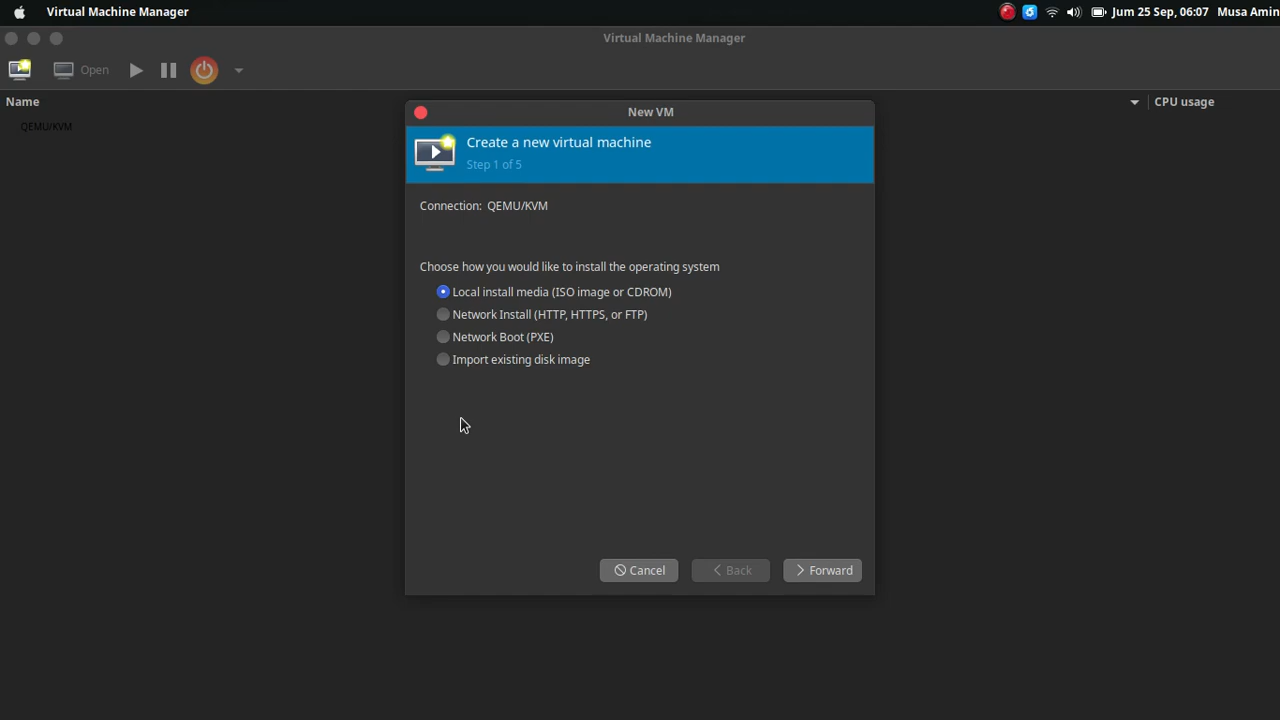 Virtual Machine Manager
Jum 25 Sep, 06:07 Musa Amin
Virtual Machine Manager
Open
Name
CPU usage
QEMU/KVM
New VM
Create a new virtual machine
Step 1 of 5
Connection: QEMU/KVM
Choose how you would like to install the operating system
Local install media (ISO image or CDROM)
Network Install (HTTP, HTTPS, or FTP)
Network Boot (PXE)
Import existing disk image
Cancel
Back
Forward